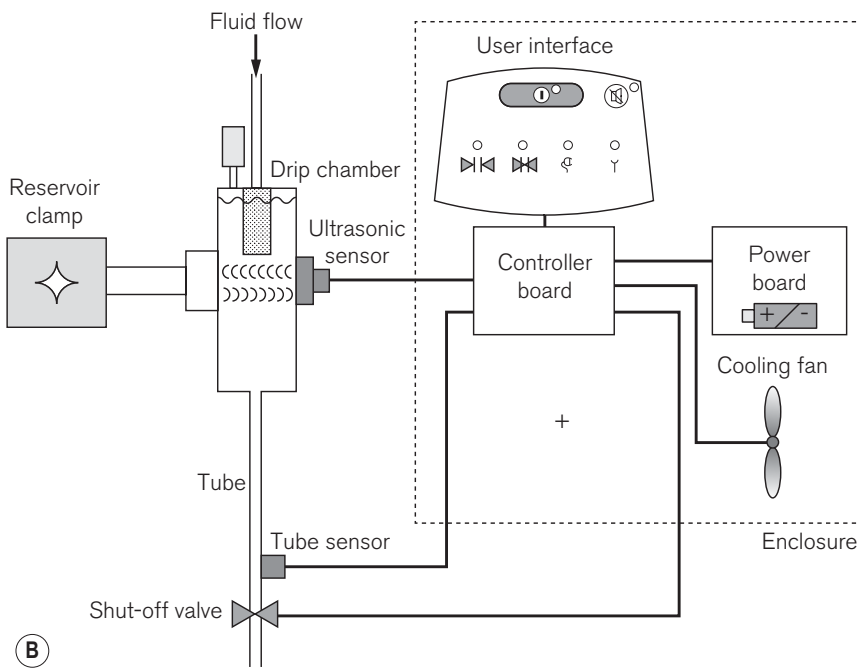 Fluid flow
User interface
Drip chamber
Reservoir
clamp
Ultrasonic
sensor
Controller
board
Power
board
+ -
Cooling fan
+
Tube
Tube sensor
Enclosure
Shut-off valve
B